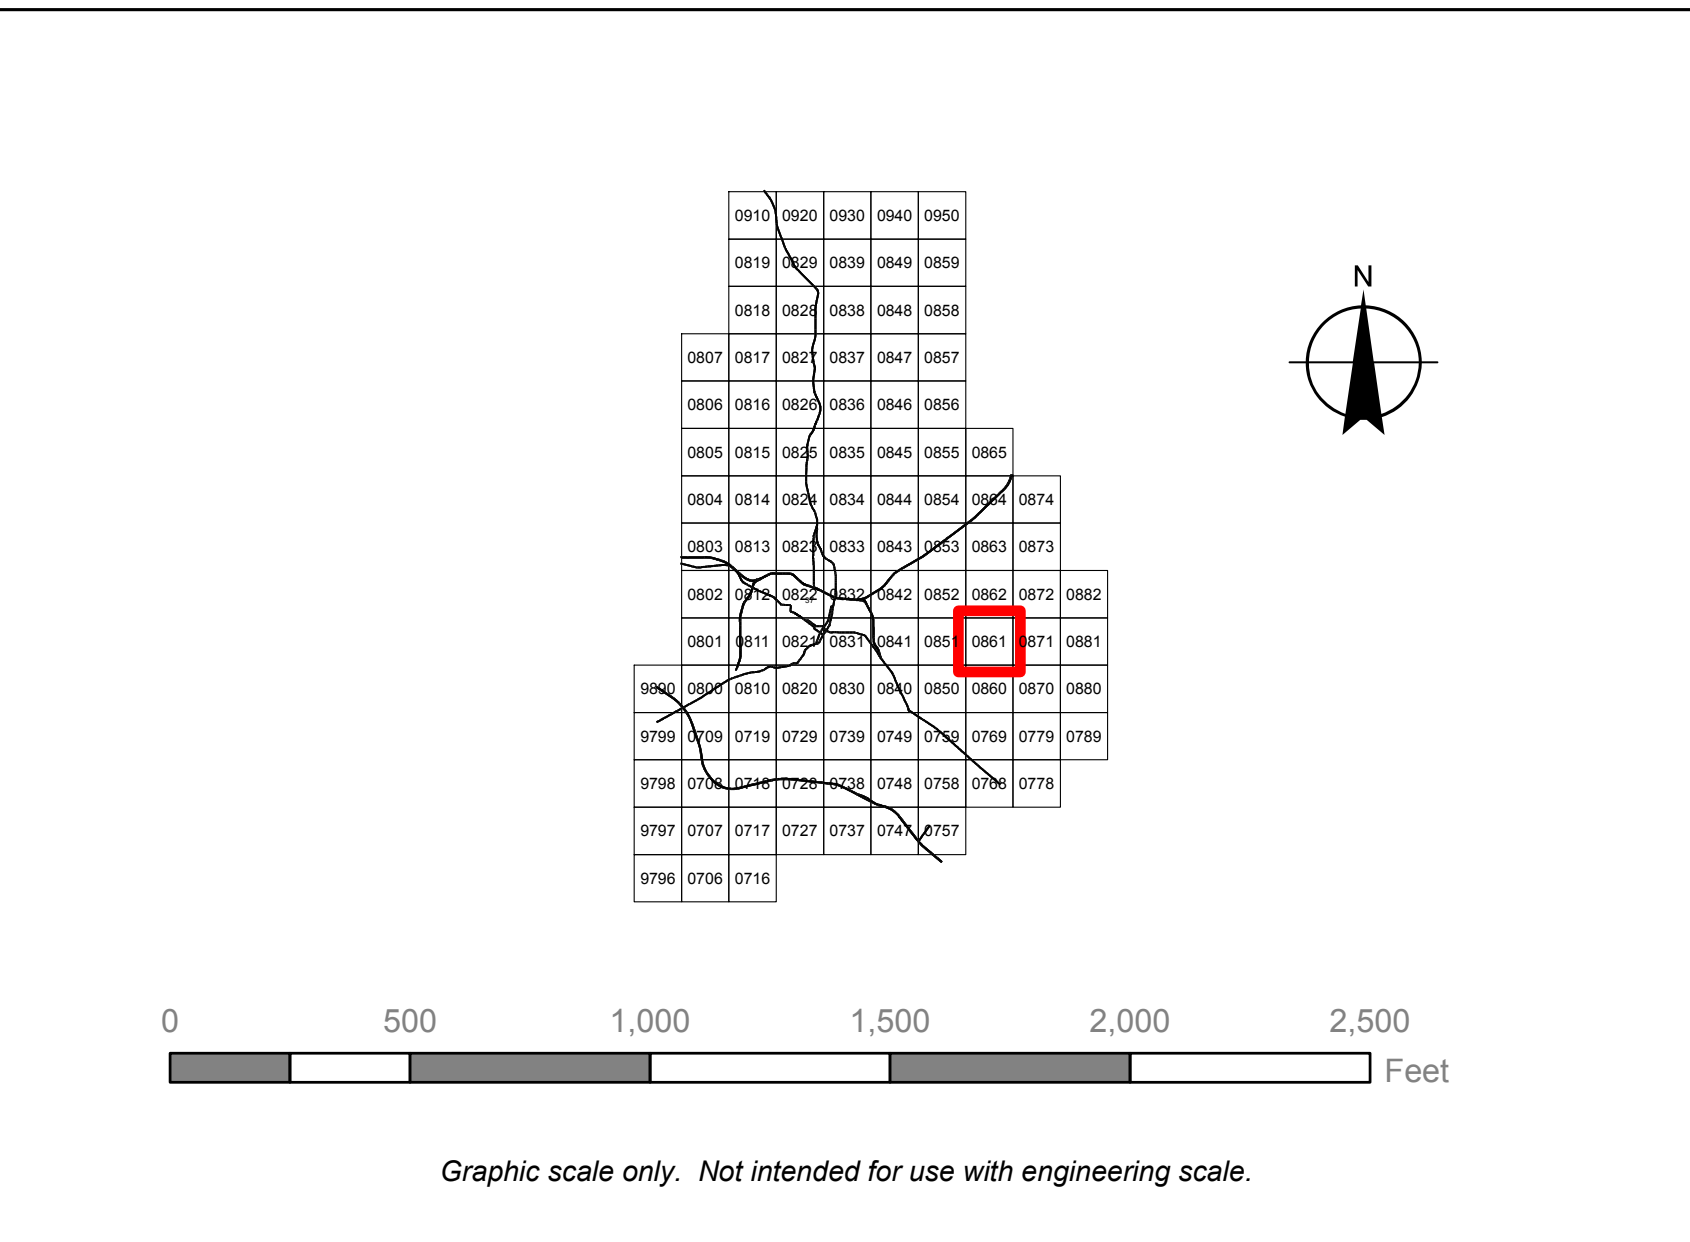 0910 0920 0930 0940 0950
0819 0829 0839 0849 0859
N
0818 0828 0838 0848 0858
0807 0817 0827 0837 0847 0857
0806 0816 0826 0836 0846 0856
0805 0815 0825 0835 0845 0855 0865
0804 0814 0824 0834 0844 0854 0864 0874
0803 0813 0823 0833 0843 0853 0863 0873
0802 0812 0822 0832 0842 0852 0862 0872 0882
0801 0811 0821 0831 0841 0851 0861 0871 0881
9890 0800 0810 0820 0830 0840 0850 0860 0870 0880
9799 0709 0719 0729 0739 0749 0759 0769 0779 0789
9798 0708 0718 0728 0738 0748 0758 0768 0778
9797 0707 0717 0727 0737 0747 0757
9796 0706 0716
0 500 1,000 1,500 2,000 2,500
Feet
Graphic scale only. Not intended for use with engineering scale.